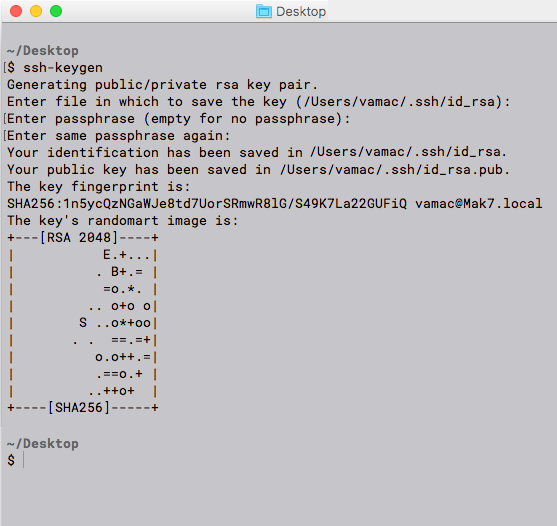 Desktop
~/Desktop
$ ssh-keygen
Generating public/private rsa key pair.
Enter file in which to save the key (/Users/vamac/.ssh/id_rsa):
Enter passphrase (empty for no passphrase):
Enter same passphrase again:
Your identification has been saved in /Users/vamac/.ssh/id_rsa.
Your public key has been saved in /Users/vamac/.ssh/id_rsa.pub.
The key fingerprint is:
SHA256:1n5ycQzNGaWJe8td7UorSRmwR8lG/S49K7La22GUFiQ vamac@Mak7.local
The key's randomart image is:
+---[RSA 2048]----+
|           E.+...|
|          . B+.= |
|           =o.*. |
|         .. o+o o|
|        S ..o*+oo|
|       . .  ==.=+|
|          o.o++.=|
|          .==o.+ |
|         ..++o+  |
+----[SHA256]-----+
~/Desktop
$